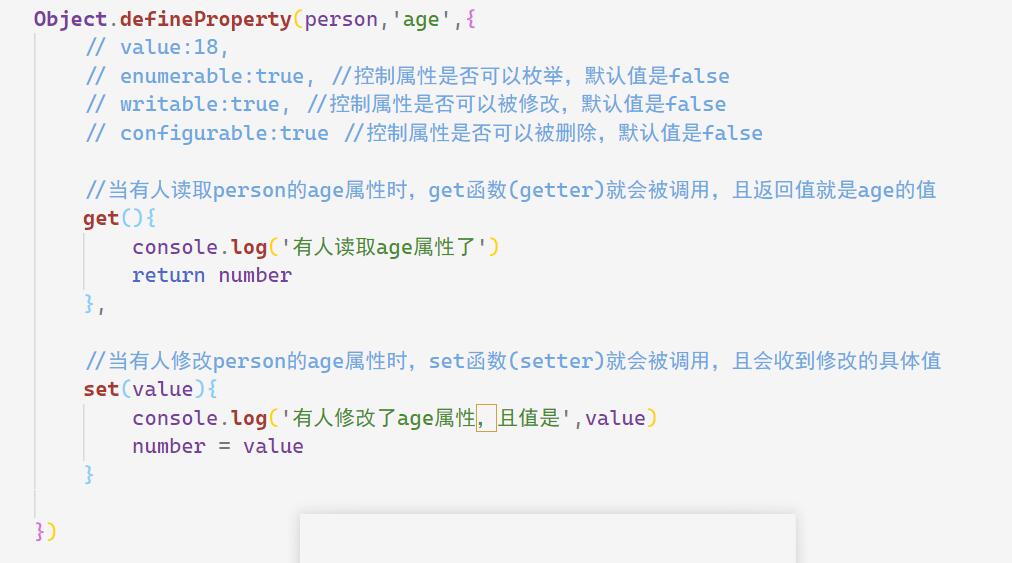 Object.defineProperty(person,'age',{
// value:18,
// enumerable:true, //控制属性是否可以枚举，默认值是false
// writable:true, //控制属性是否可以被修改，默认值是false
// configurable:true //控制属性是否可以被删除，默认值是false
//当有人读取person的age属性时，get函数(getter)就会被调用，且返回值就是age的值
get(){
console.log('有人读取age属性了')
return number
},
//当有人修改person的age属性时，set函数(setter)就会被调用，且会收到修改的具体值
set(value){
console.log('有人修改了age属性，且值是',value)
number = value
}
})